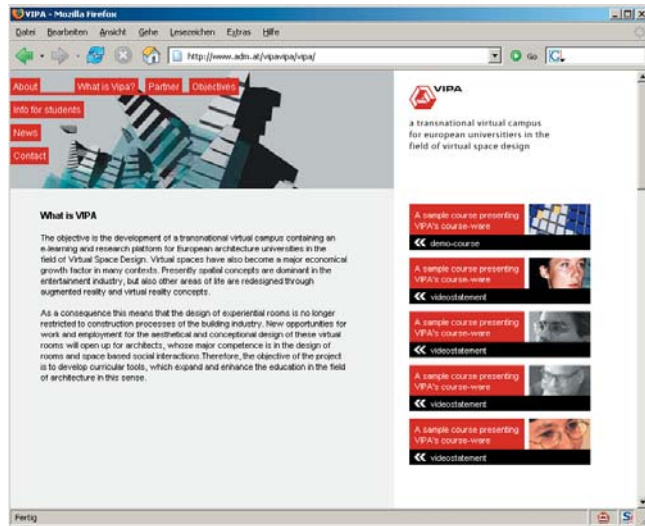 VIPA - Mozilla Firefox
Datei Bearbeiten Ansicht Gehe Lesezeichen Extras Hilfe
http://www.adm.at/vipavipa/vipa/ Go
About What is Vipa? Partner Objectives
Info for students
News
Contact
VIPA
a transnational virtual campus
for european universitiers in the
field of virtual space design
What is VIPA
The objective is the development of a transnational virtual campus containing an
e-learning and research platform for European architecture universities in the
field of Virtual Space Design. Virtual spaces have also become a major economical
growth factor in many contexts. Presently spatial concepts are dominant in the
entertainment industry, but also other areas of life are redesigned through
augmented reality and virtual reality concepts.
As a consequence this means that the design of experiential rooms is no longer
restricted to construction processes of the building industry. New opportunities for
work and employment for the aesthetical and conceptional design of these virtual
rooms will open up for architects, whose major competence is in the design of
rooms and space based social interactions.Therefore, the objective of the project
is to develop curricular tools, which expand and enhance the education in the field
of architecture in this sense.
A sample course presenting
VIPA's course-ware
demo-course
A sample course presenting
VIPA's course-ware
videostatement
A sample course presenting
VIPA's course-ware
videostatement
A sample course presenting
VIPA's course-ware
videostatement
A sample course presenting
VIPA's course-ware
videostatement
Fertig